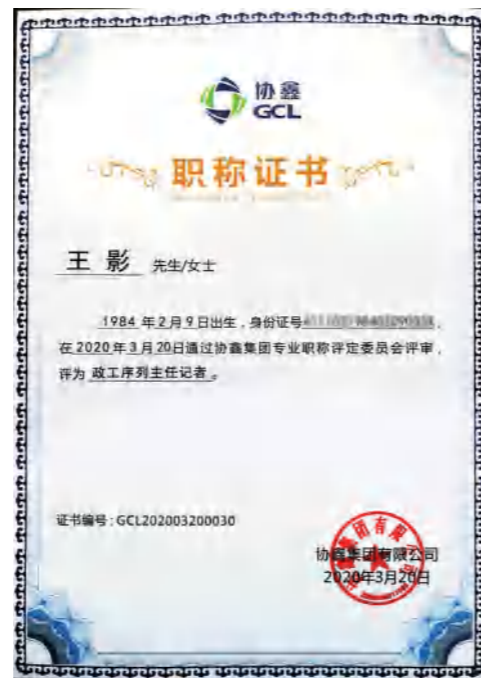 协鑫
GCL
职称证书
王影 先生/女士
1984 年 2 月 9 日出生，身份证号
在 2020 年 3 月 20 日通过协鑫集团专业职称评定委员会评审，
评为 政工序列主任记者 。
证书编号：GCL202003200030
协鑫集团有限公司
2020年3月20日